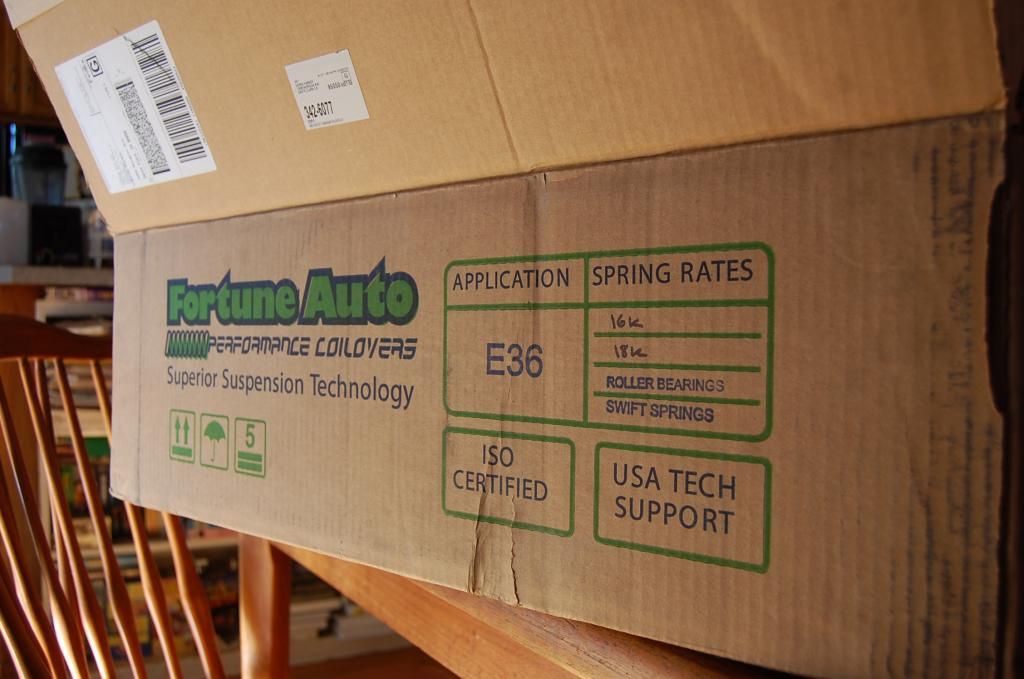 342-6077
Fortune Auto
PERFORMANCE COILOVERS
Superior Suspension Technology
5
APPLICATION
E36
SPRING RATES
16K
18K
ROLLER BEARINGS
SWIFT SPRINGS
ISO
CERTIFIED
USA TECH
SUPPORT